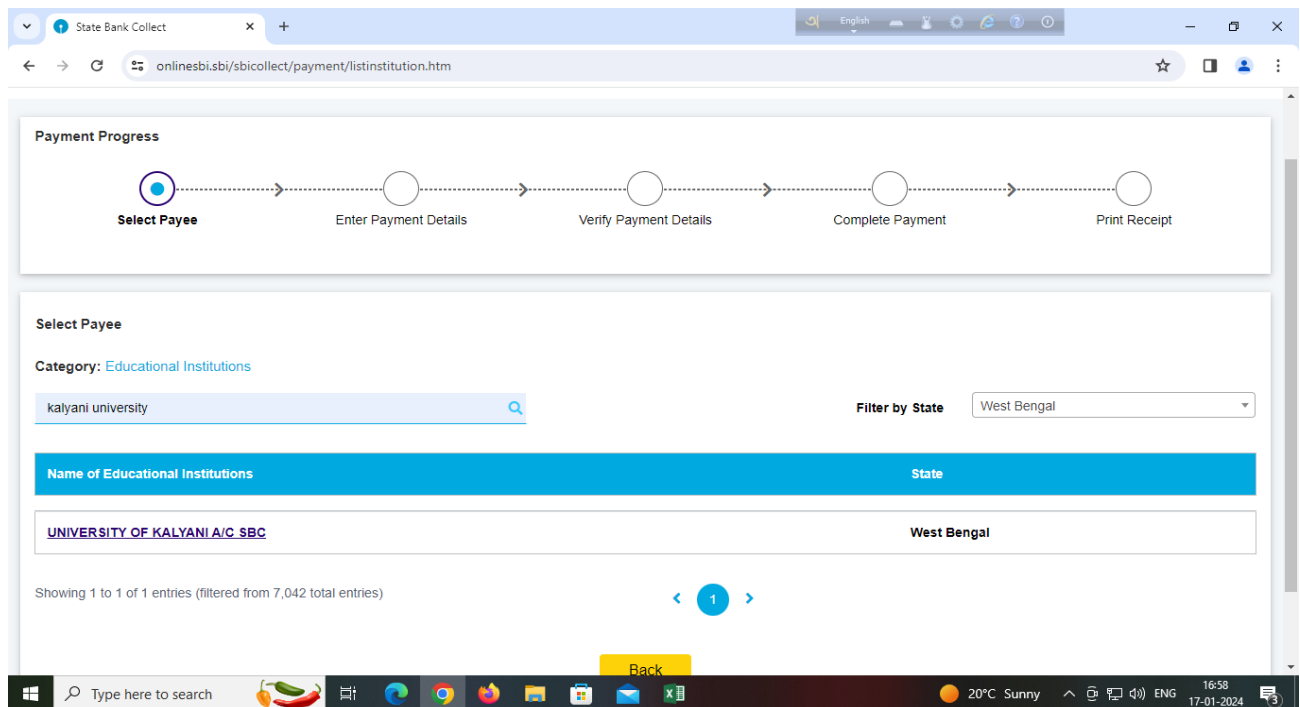 State Bank Collect
English
onlinesbi.sbi/sbicollect/payment/listinstitution.htm
Payment Progress
Select Payee Enter Payment Details Verify Payment Details Complete Payment Print Receipt
Select Payee
Category: Educational Institutions
kalyani university Filter by State West Bengal
Name of Educational Institutions State
UNIVERSITY OF KALYANI A/C SBC West Bengal
Showing 1 to 1 of 1 entries (filtered from 7,042 total entries) 1
Back
Type here to search 20°C Sunny ENG 16:58
17-01-2024 3